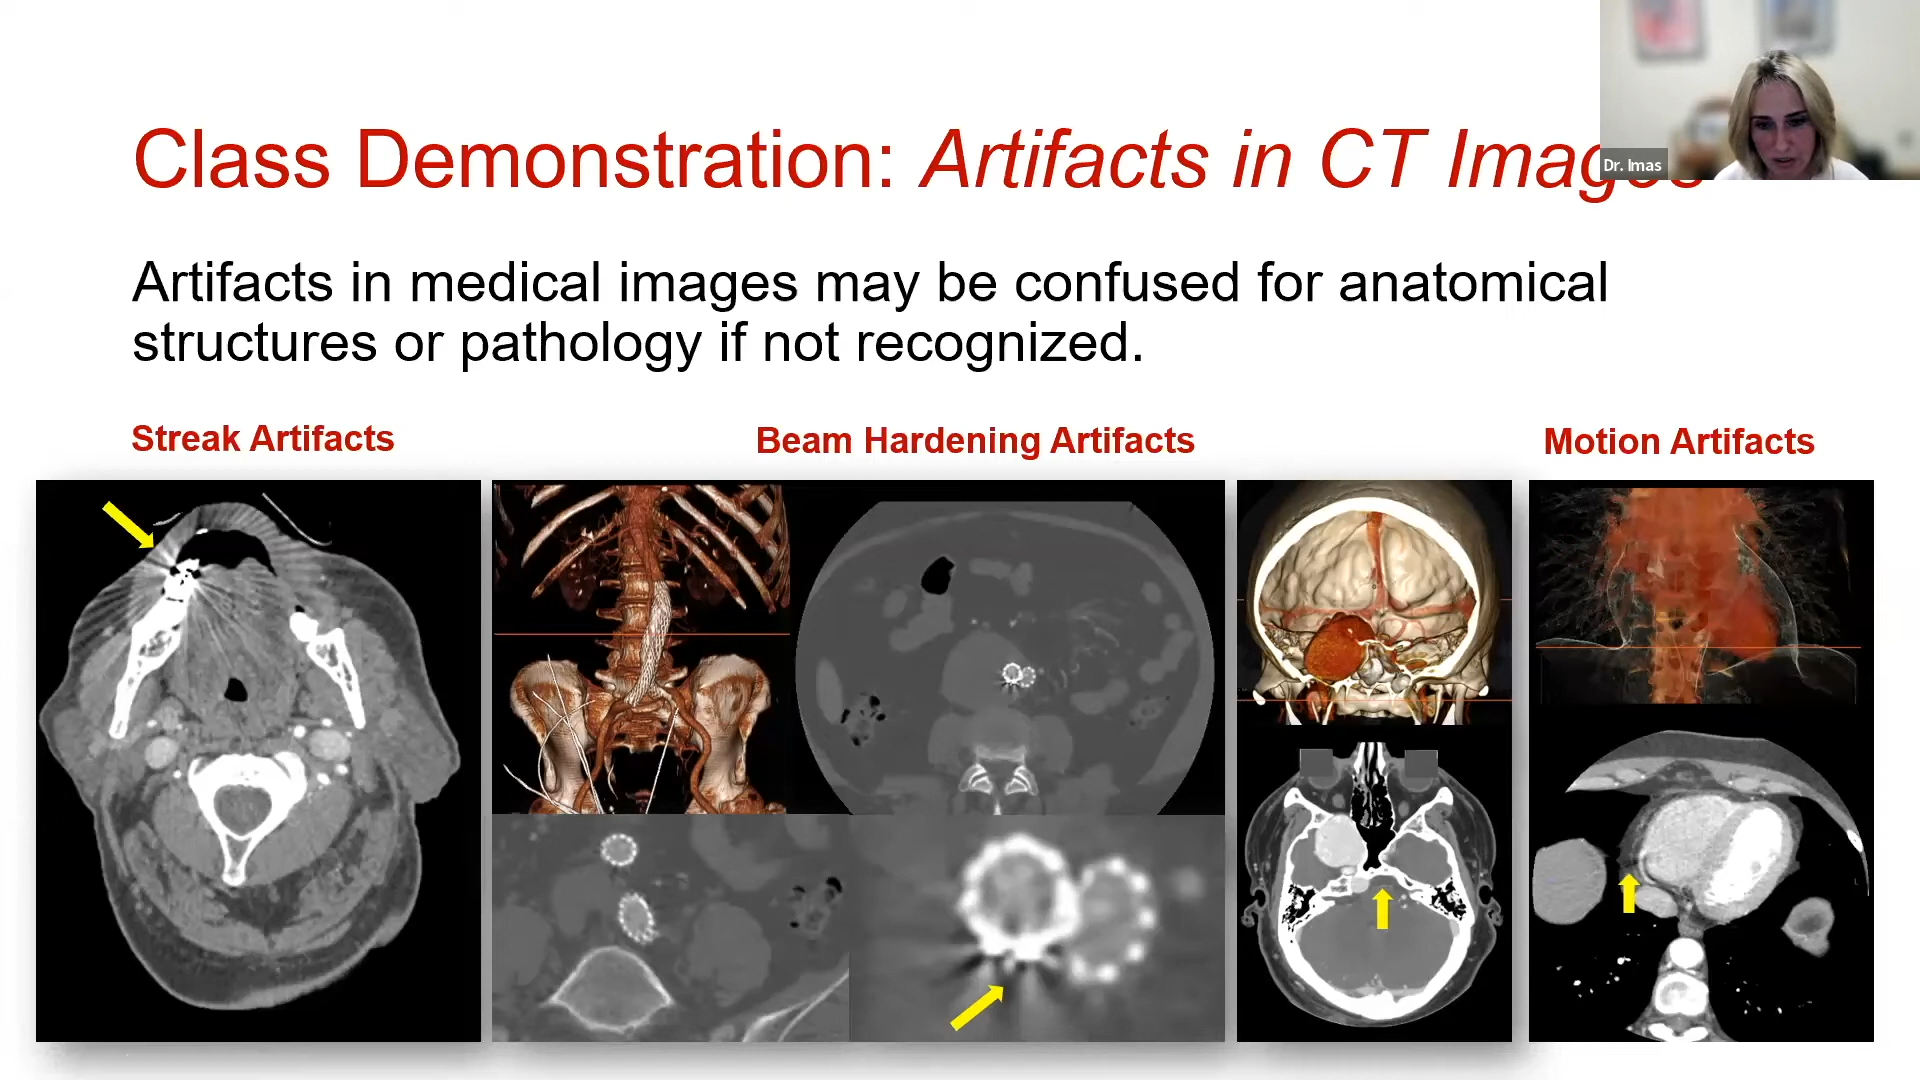 Class Demonstration: Artifacts in CT Images
Dr. Imas
Artifacts in medical images may be confused for anatomical
structures or pathology if not recognized.
Streak Artifacts
Beam Hardening Artifacts
Motion Artifacts